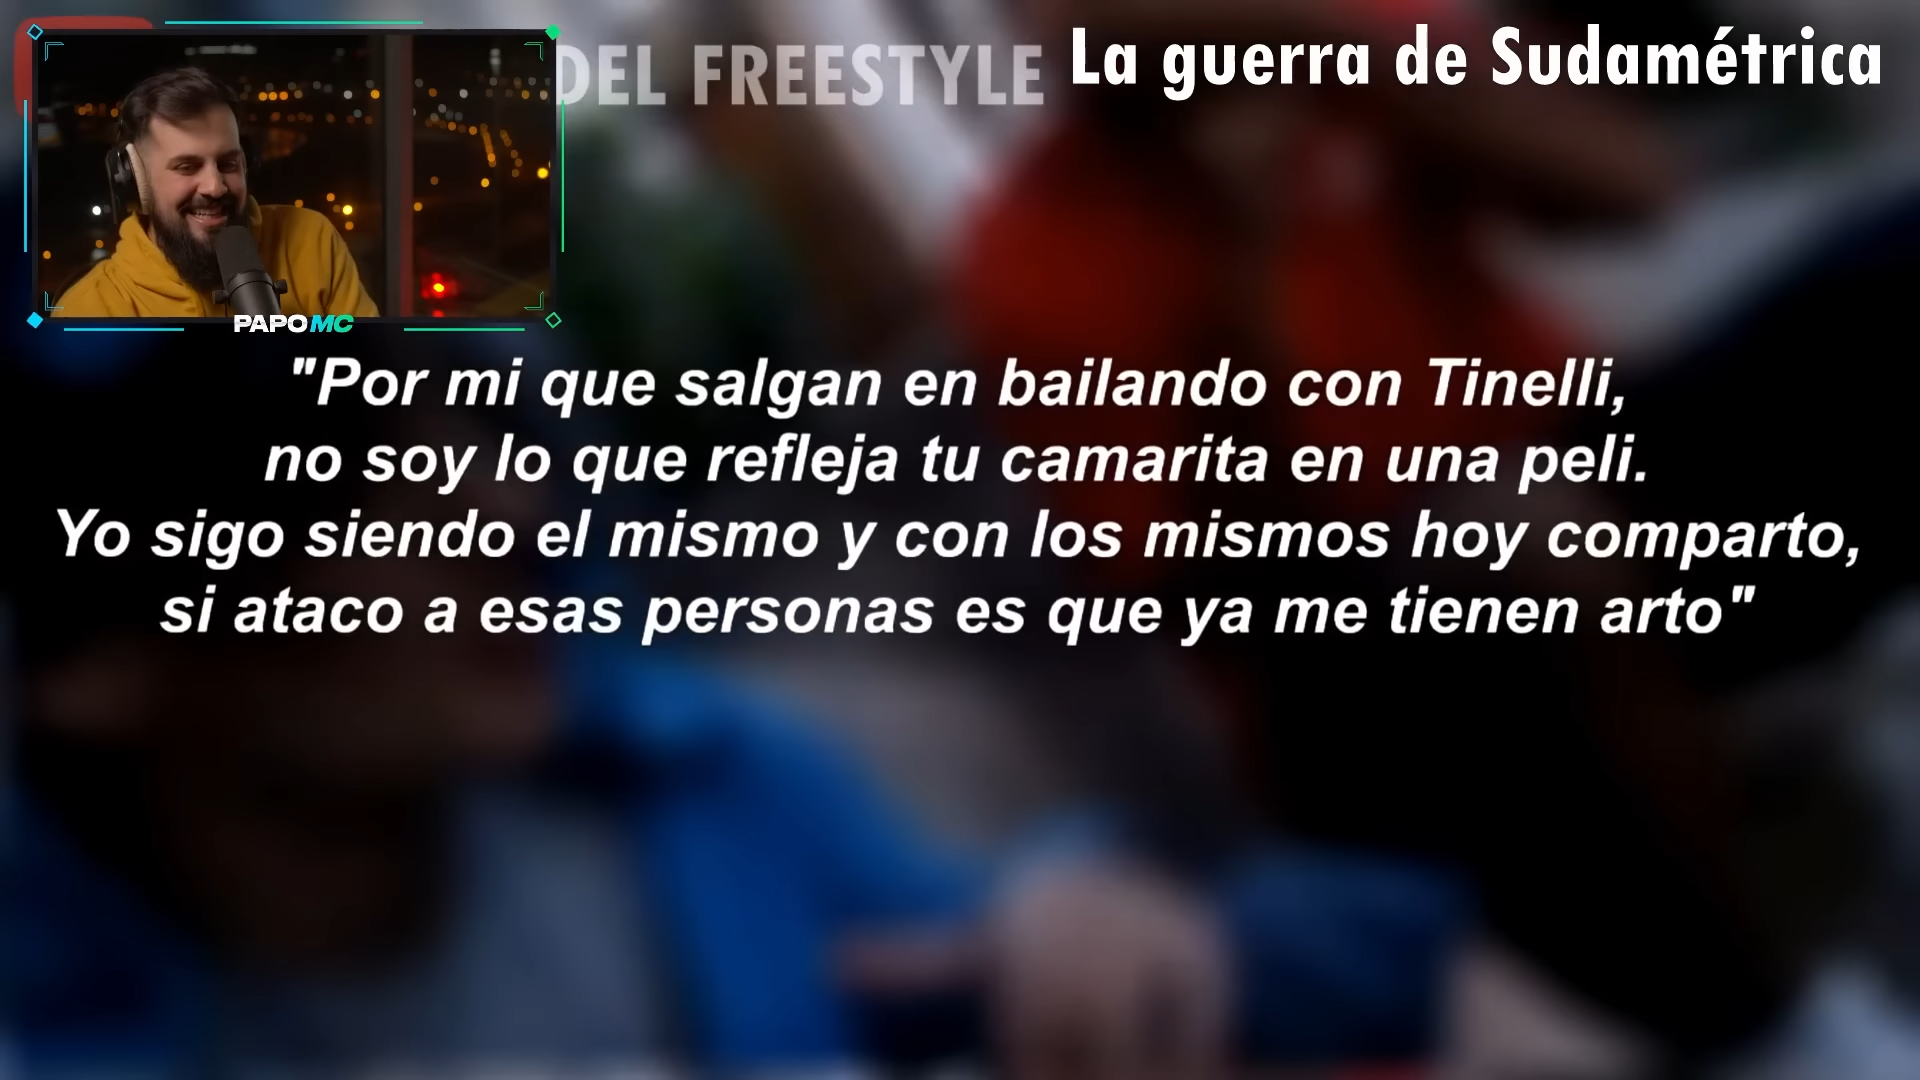 DEL FREESTYLE
La guerra de Sudamétrica
PAPOMC
"Por mi que salgan en bailando con Tinelli,
no soy lo que refleja tu camarita en una peli.
Yo sigo siendo el mismo y con los mismos hoy comparto,
si ataco a esas personas es que ya me tienen arto"